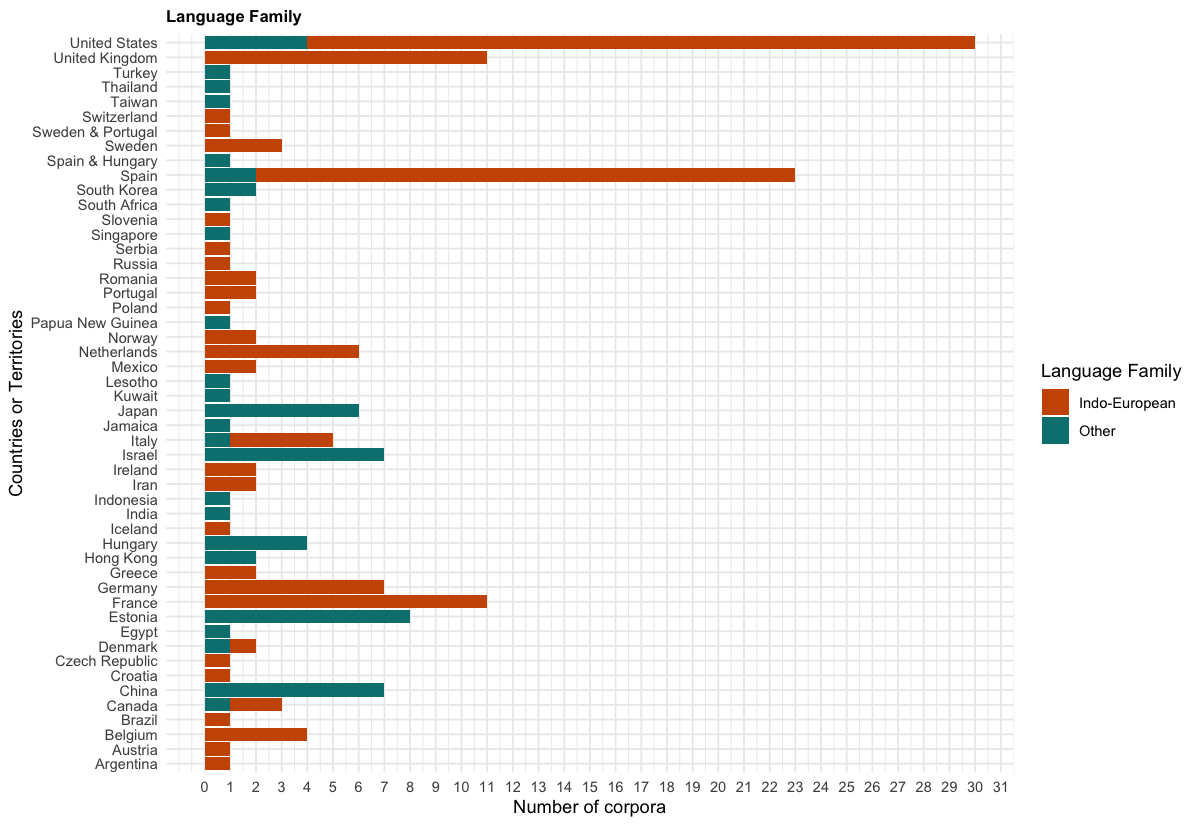 Language Family
United States
United Kingdom
Turkey
Thailand
Taiwan
Switzerland
Sweden & Portugal
Sweden
Spain & Hungary
Spain
South Korea
South Africa
Slovenia
Singapore
Serbia
Russia
Romania
Portugal
Poland
Papua New Guinea
Norway
Netherlands
Mexico
Lesotho
Kuwait
Japan
Jamaica
Italy
Israel
Ireland
Iran
Indonesia
India
Iceland
Hungary
Hong Kong
Greece
Germany
France
Estonia
Egypt
Denmark
Czech Republic
Croatia
China
Canada
Brazil
Belgium
Austria
Argentina
Countries or Territories
0 1 2 3 4 5 6 7 8 9 10 11 12 13 14 15 16 17 18 19 20 21 22 23 24 25 26 27 28 29 30 31
Number of corpora
Language Family
Indo-European
Other